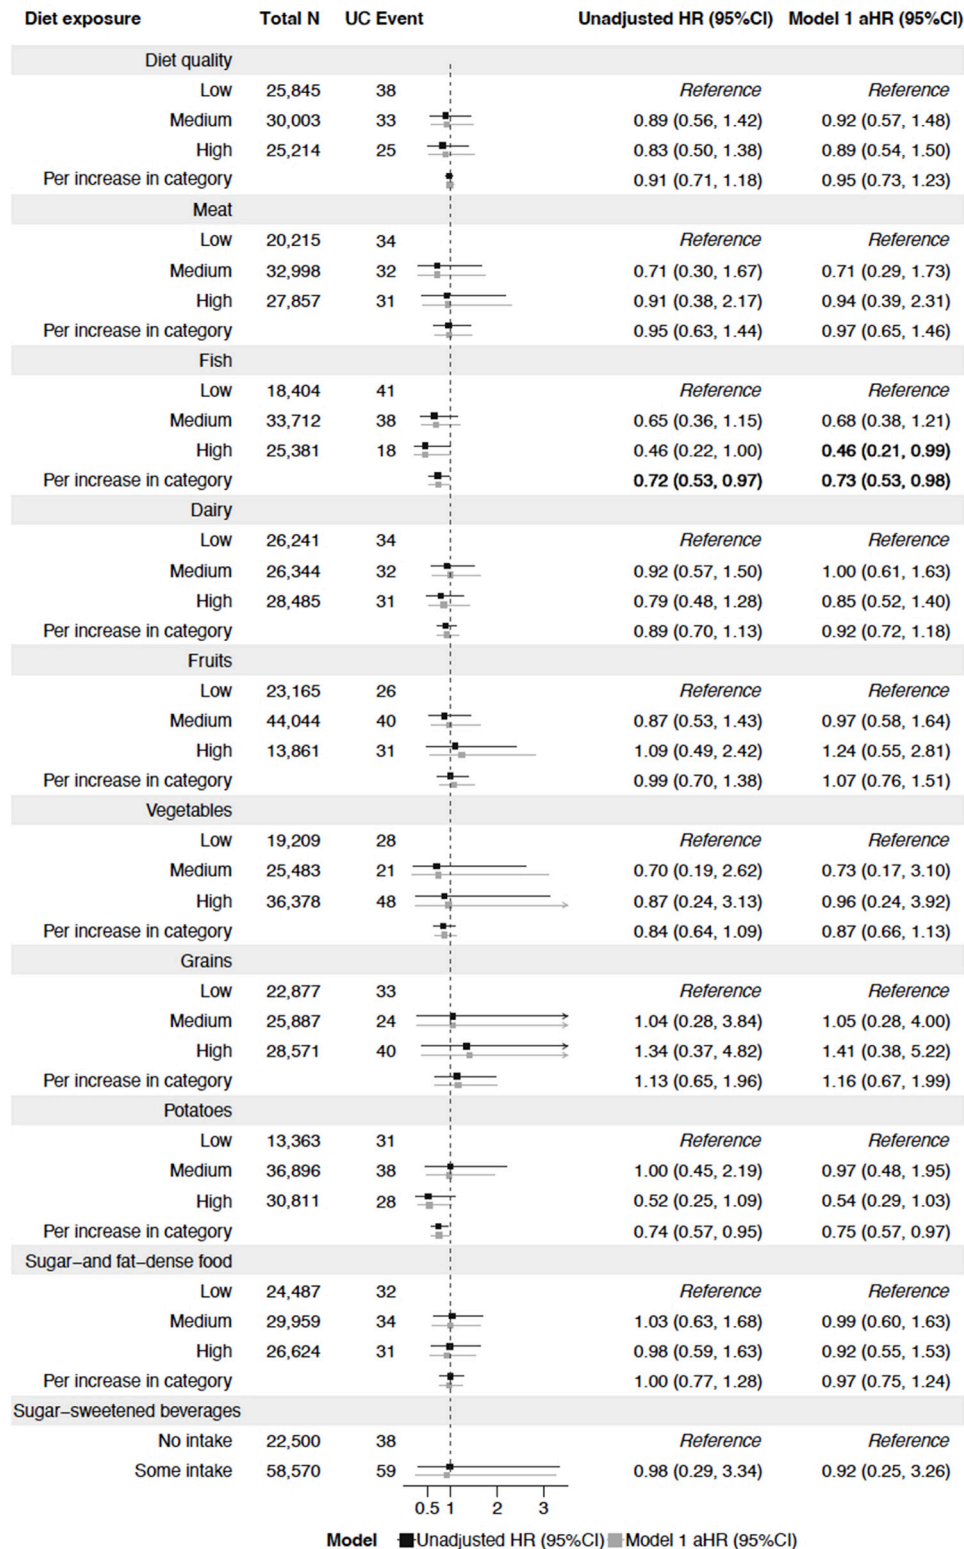 Diet exposure Total N UC Event Unadjusted HR (95%CI) Model 1 aHR (95%CI)
Diet quality
Low 25,845 38 Reference Reference
Medium 30,003 33 0.89 (0.56, 1.42) 0.92 (0.57, 1.48)
High 25,214 25 0.83 (0.50, 1.38) 0.89 (0.54, 1.50)
Per increase in category 0.91 (0.71, 1.18) 0.95 (0.73, 1.23)
Meat
Low 20,215 34 Reference Reference
Medium 32,998 32 0.71 (0.30, 1.67) 0.71 (0.29, 1.73)
High 27,857 31 0.91 (0.38, 2.17) 0.94 (0.39, 2.31)
Per increase in category 0.95 (0.63, 1.44) 0.97 (0.65, 1.46)
Fish
Low 18,404 41 Reference Reference
Medium 33,712 38 0.65 (0.36, 1.15) 0.68 (0.38, 1.21)
High 25,381 18 0.46 (0.22, 1.00) 0.46 (0.21, 0.99)
Per increase in category 0.72 (0.53, 0.97) 0.73 (0.53, 0.98)
Dairy
Low 26,241 34 Reference Reference
Medium 26,344 32 0.92 (0.57, 1.50) 1.00 (0.61, 1.63)
High 28,485 31 0.79 (0.48, 1.28) 0.85 (0.52, 1.40)
Per increase in category 0.89 (0.70, 1.13) 0.92 (0.72, 1.18)
Fruits
Low 23,165 26 Reference Reference
Medium 44,044 40 0.87 (0.53, 1.43) 0.97 (0.58, 1.64)
High 13,861 31 1.09 (0.49, 2.42) 1.24 (0.55, 2.81)
Per increase in category 0.99 (0.70, 1.38) 1.07 (0.76, 1.51)
Vegetables
Low 19,209 28 Reference Reference
Medium 25,483 21 0.70 (0.19, 2.62) 0.73 (0.17, 3.10)
High 36,378 48 0.87 (0.24, 3.13) 0.96 (0.24, 3.92)
Per increase in category 0.84 (0.64, 1.09) 0.87 (0.66, 1.13)
Grains
Low 22,877 33 Reference Reference
Medium 25,887 24 1.04 (0.28, 3.84) 1.05 (0.28, 4.00)
High 28,571 40 1.34 (0.37, 4.82) 1.41 (0.38, 5.22)
Per increase in category 1.13 (0.65, 1.96) 1.16 (0.67, 1.99)
Potatoes
Low 13,363 31 Reference Reference
Medium 36,896 38 1.00 (0.45, 2.19) 0.97 (0.48, 1.95)
High 30,811 28 0.52 (0.25, 1.09) 0.54 (0.29, 1.03)
Per increase in category 0.74 (0.57, 0.95) 0.75 (0.57, 0.97)
Sugar–and fat–dense food
Low 24,487 32 Reference Reference
Medium 29,959 34 1.03 (0.63, 1.68) 0.99 (0.60, 1.63)
High 26,624 31 0.98 (0.59, 1.63) 0.92 (0.55, 1.53)
Per increase in category 1.00 (0.77, 1.28) 0.97 (0.75, 1.24)
Sugar–sweetened beverages
No intake 22,500 38 Reference Reference
Some intake 58,570 59 0.98 (0.29, 3.34) 0.92 (0.25, 3.26)
0.5 1 2 3
Model Unadjusted HR (95%CI) Model 1 aHR (95%CI)